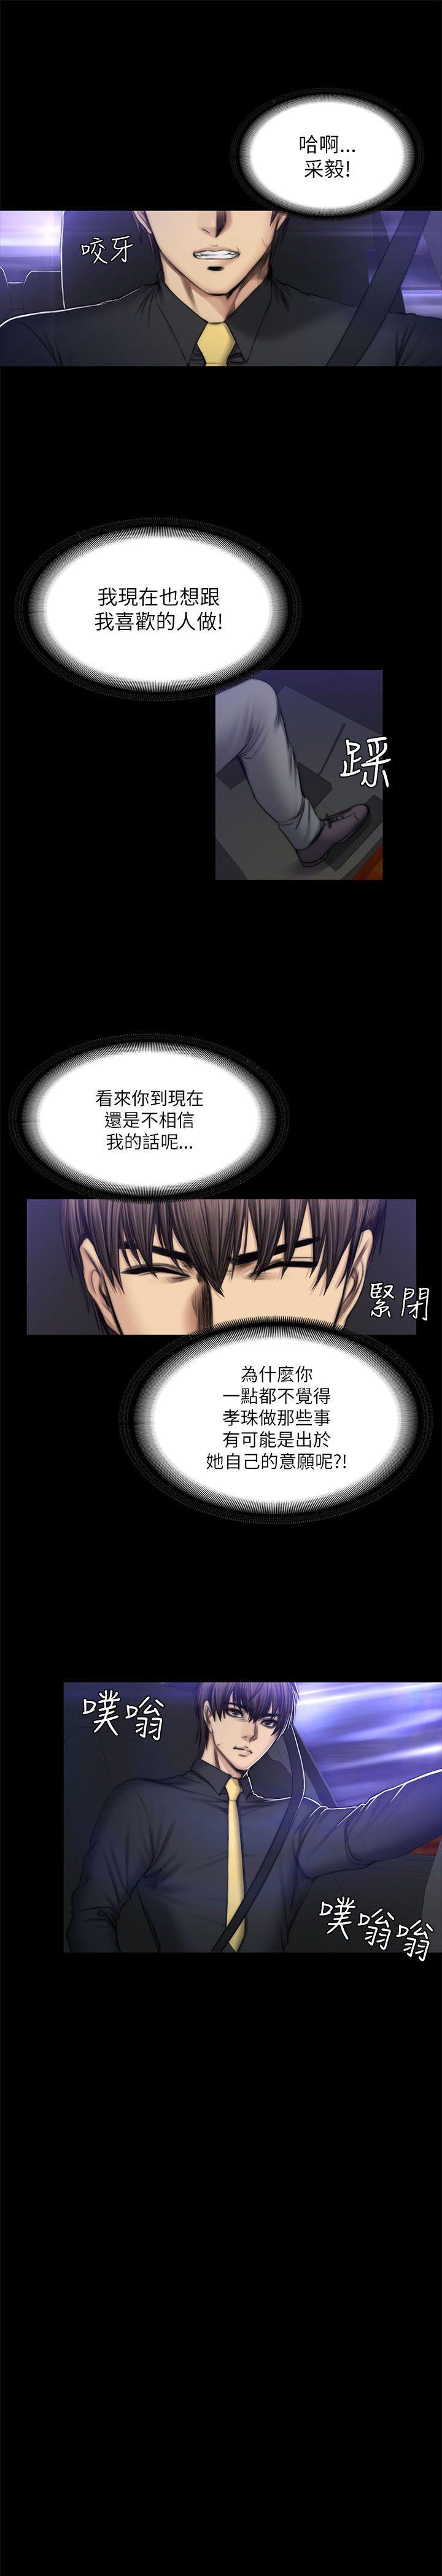 哈啊...
采毅!
咬牙
我現在也想跟
我喜歡的人做!
踩
看來你到現在
還是不相信
我的話呢...
緊閉
為什麼你
一點都不覺得
孝珠做那些事
有可能是出於
她自己的意願呢?!
噗嗡
噗嗡嗡